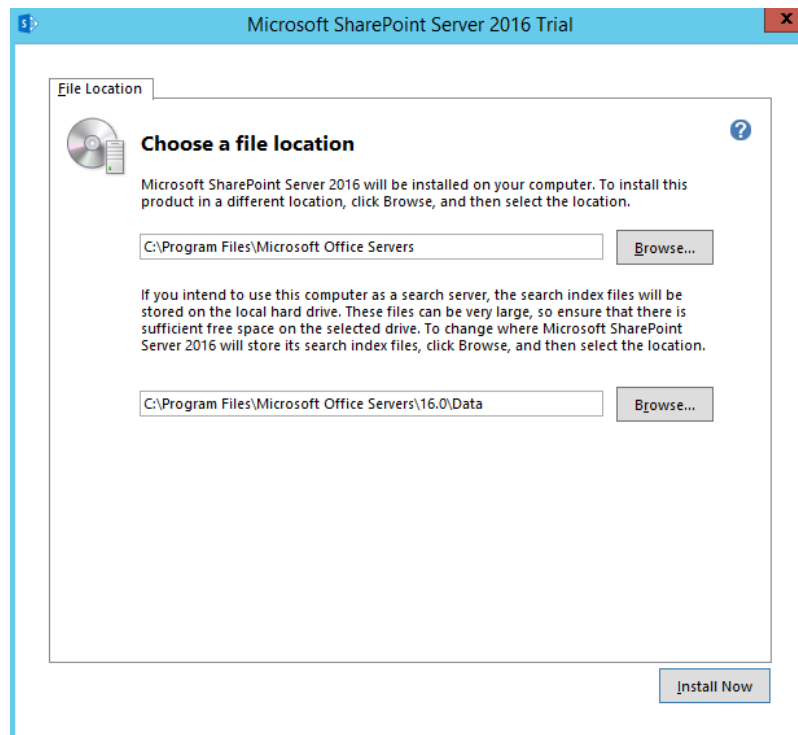 Microsoft SharePoint Server 2016 Trial
x
File Location
Choose a file location
?
Microsoft SharePoint Server 2016 will be installed on your computer. To install this
product in a different location, click Browse, and then select the location.
C:\Program Files\Microsoft Office Servers
Browse...
If you intend to use this computer as a search server, the search index files will be
stored on the local hard drive. These files can be very large, so ensure that there is
sufficient free space on the selected drive. To change where Microsoft SharePoint
Server 2016 will store its search index files, click Browse, and then select the location.
C:\Program Files\Microsoft Office Servers\16.0\Data
Browse...
Install Now